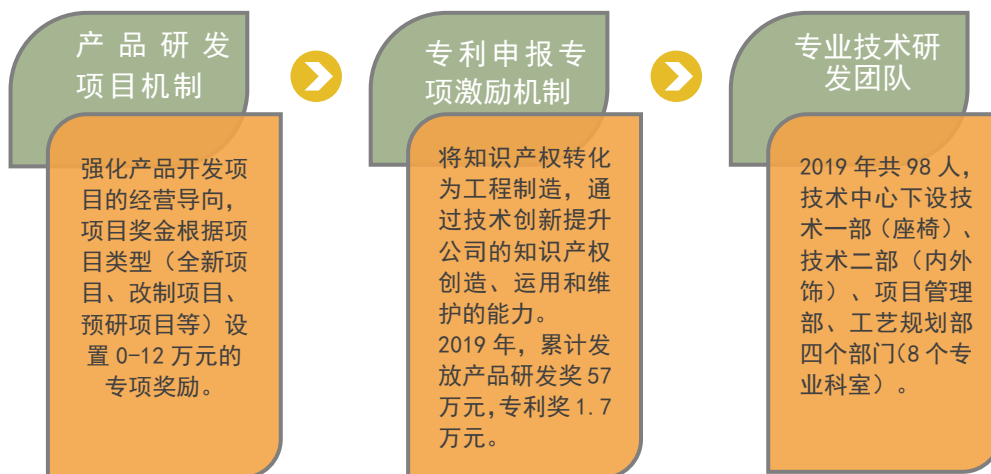 产品研发
项目机制
强化产品开发项
目的经营导向，
项目奖金根据项
目类型（全新项
目、改制项目、
预研项目等）设
置 0-12 万元的
专项奖励。
专利申报专
项激励机制
将知识产权转化
为工程制造，通
过技术创新提升
公司的知识产权
创造、运用和维
护的能力。
2019 年，累计发
放产品研发奖 57
万元，专利奖 1.7
万元。
专业技术研
发团队
2019 年共 98 人，
技术中心下设技
术一部（座椅）、
技术二部（内外
饰）、项目管理
部、工艺规划部
四个部门（8 个专
业科室）。